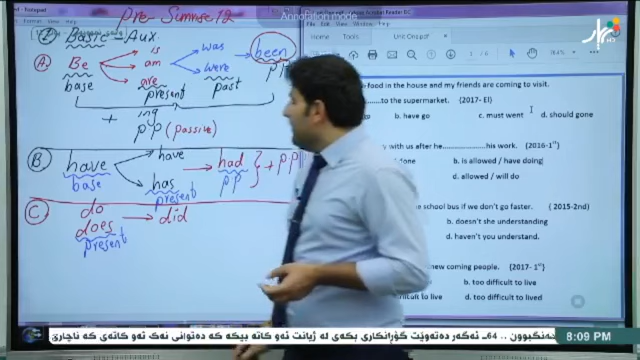 Pre-Sunrise 12
Annotation mode
② Basic-Aux.
A. Be
base
is
am
are
present
was
were
past
been
pp
+ ing
pp (passive)
B have
base
have
has
present
had
pp
+ pp
C do
does
present
did
food in the house and my friends are coming to visit.
..........to the supermarket. (2017- EI)
b. have go
c. must went
d. should gone
y with us after he....................his work. (2016-1st)
done
b. is allowed / have doing
d. allowed / will do
e school bus if we don't go faster. ( 2015-2nd)
b. doesn't she understanding
d. haven't you understand.
new coming people. (2017- 1st)
b. too difficult to live
d. too difficult to lived
8:09 PM